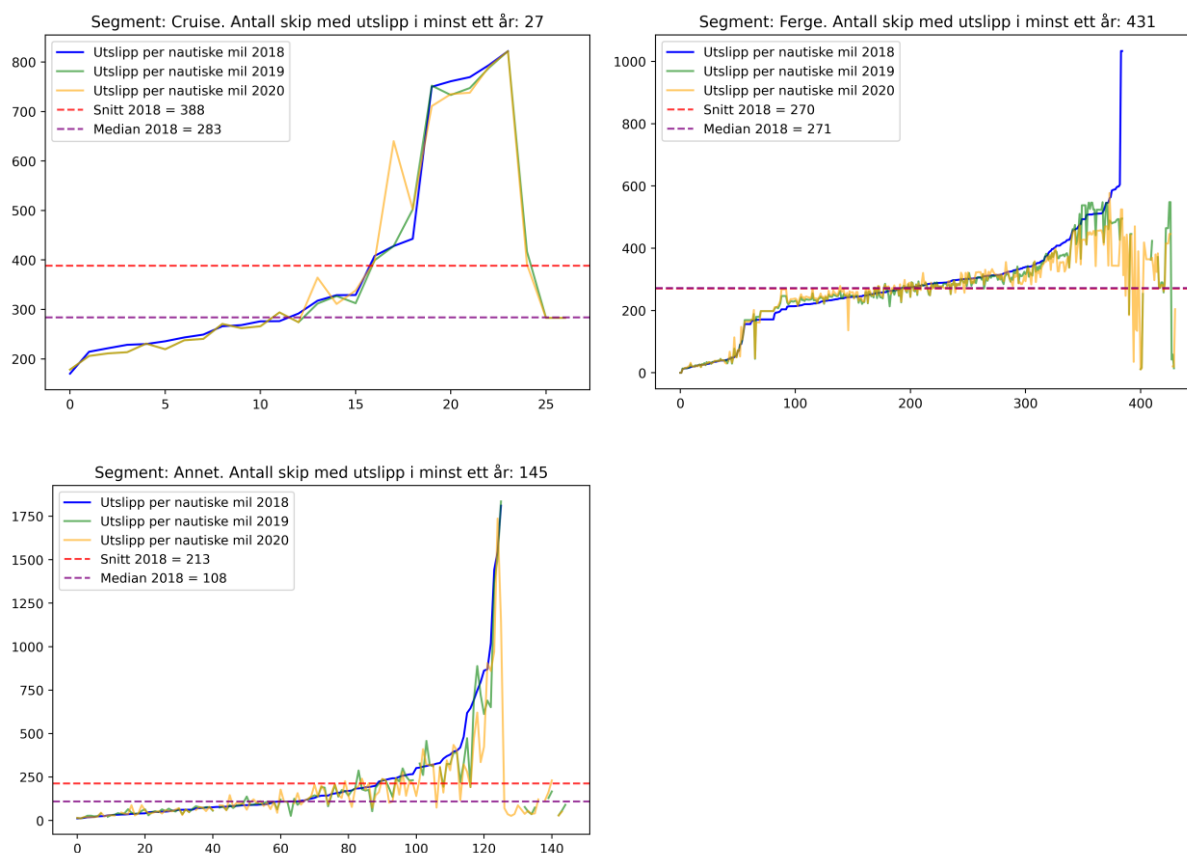 Segment: Cruise. Antall skip med utslipp i minst ett år: 27
Utslipp per nautiske mil 2018
Utslipp per nautiske mil 2019
Utslipp per nautiske mil 2020
Snitt 2018 = 388
Median 2018 = 283
800
700
600
500
400
300
200
0 5 10 15 20 25
Segment: Ferge. Antall skip med utslipp i minst ett år: 431
Utslipp per nautiske mil 2018
Utslipp per nautiske mil 2019
Utslipp per nautiske mil 2020
Snitt 2018 = 270
Median 2018 = 271
1000
800
600
400
200
0
0 100 200 300 400
Segment: Annet. Antall skip med utslipp i minst ett år: 145
Utslipp per nautiske mil 2018
Utslipp per nautiske mil 2019
Utslipp per nautiske mil 2020
Snitt 2018 = 213
Median 2018 = 108
1750
1500
1250
1000
750
500
250
0
0 20 40 60 80 100 120 140